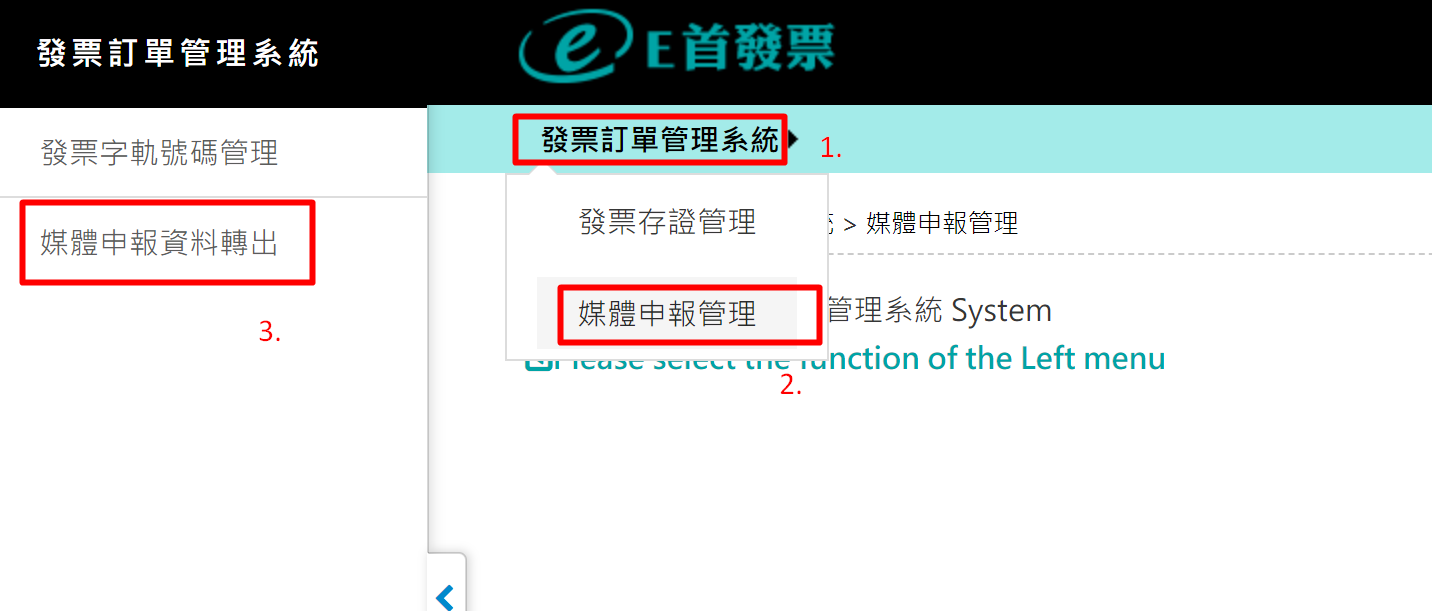 發票訂單管理系統
E首發票
發票字軌號碼管理
媒體申報資料轉出
3.
發票訂單管理系統
1.
發票存證管理
媒體申報管理
2.
> 媒體申報管理
管理系統 System
Please select the function of the Left menu